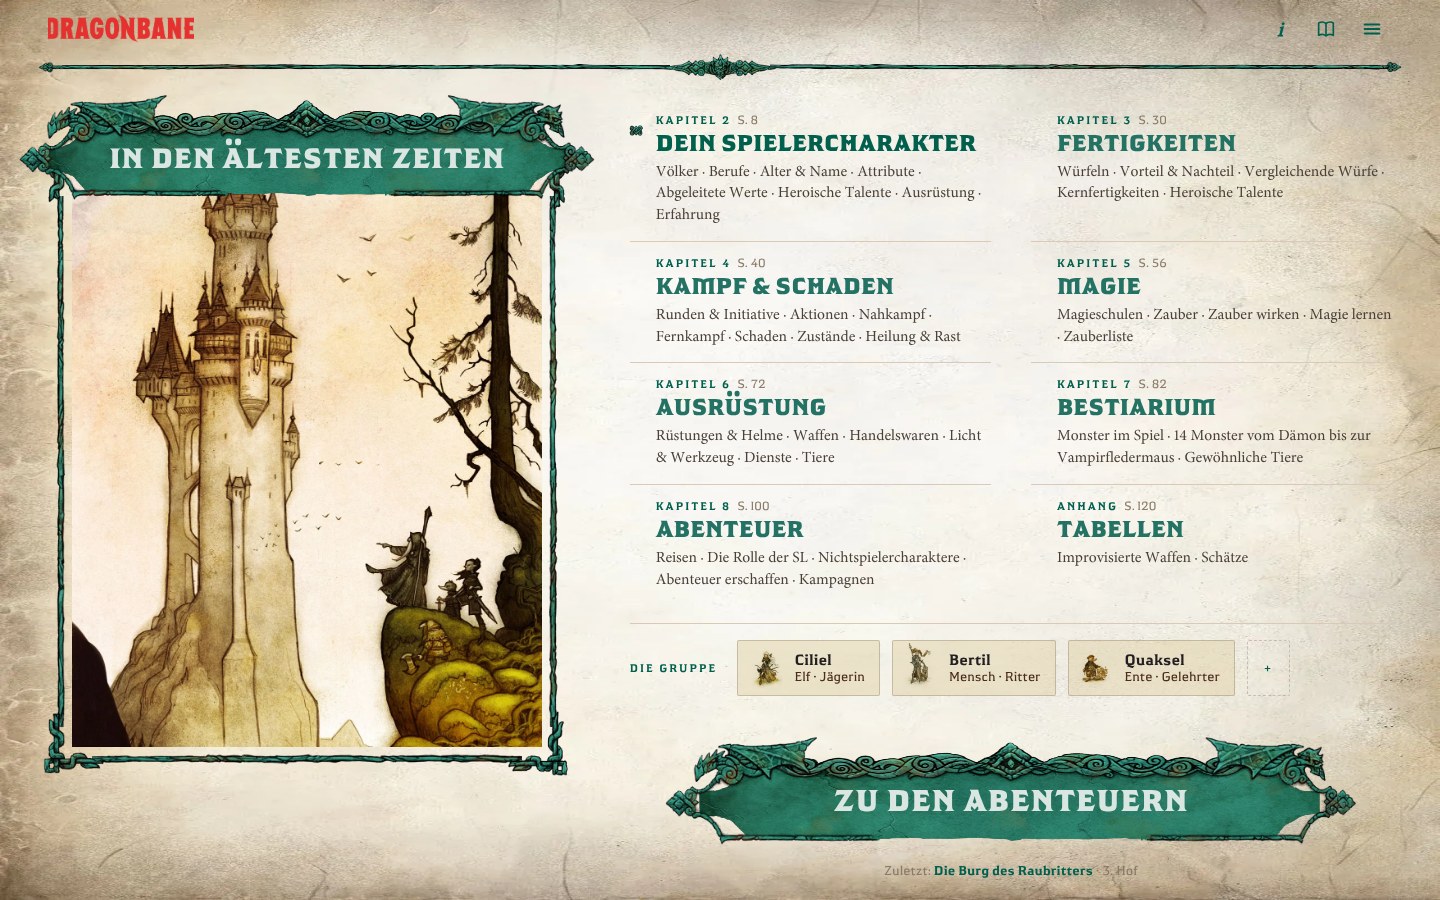 DRAGONBANE
i
IN DEN ÄLTESTEN ZEITEN
KAPITEL 2 S. 8
DEIN SPIELERCHARAKTER
Völker · Berufe · Alter & Name · Attribute ·
Abgeleitete Werte · Heroische Talente · Ausrüstung ·
Erfahrung
KAPITEL 3 S. 30
FERTIGKEITEN
Würfeln · Vorteil & Nachteil · Vergleichende Würfe ·
Kernfertigkeiten · Heroische Talente
KAPITEL 4 S. 40
KAMPF & SCHADEN
Runden & Initiative · Aktionen · Nahkampf ·
Fernkampf · Schaden · Zustände · Heilung & Rast
KAPITEL 5 S. 56
MAGIE
Magieschulen · Zauber · Zauber wirken · Magie lernen
· Zauberliste
KAPITEL 6 S. 72
AUSRÜSTUNG
Rüstungen & Helme · Waffen · Handelswaren · Licht
& Werkzeug · Dienste · Tiere
KAPITEL 7 S. 82
BESTIARIUM
Monster im Spiel · 14 Monster vom Dämon bis zur
Vampirfledermaus · Gewöhnliche Tiere
KAPITEL 8 S. 100
ABENTEUER
Reisen · Die Rolle der SL · Nichtspielercharaktere ·
Abenteuer erschaffen · Kampagnen
ANHANG S. 120
TABELLEN
Improvisierte Waffen · Schätze
DIE GRUPPE
Ciliel
Elf · Jägerin
Bertil
Mensch · Ritter
Quaksel
Ente · Gelehrter
+
ZU DEN ABENTEUERN
Zuletzt: Die Burg des Raubritters · 3. Hof